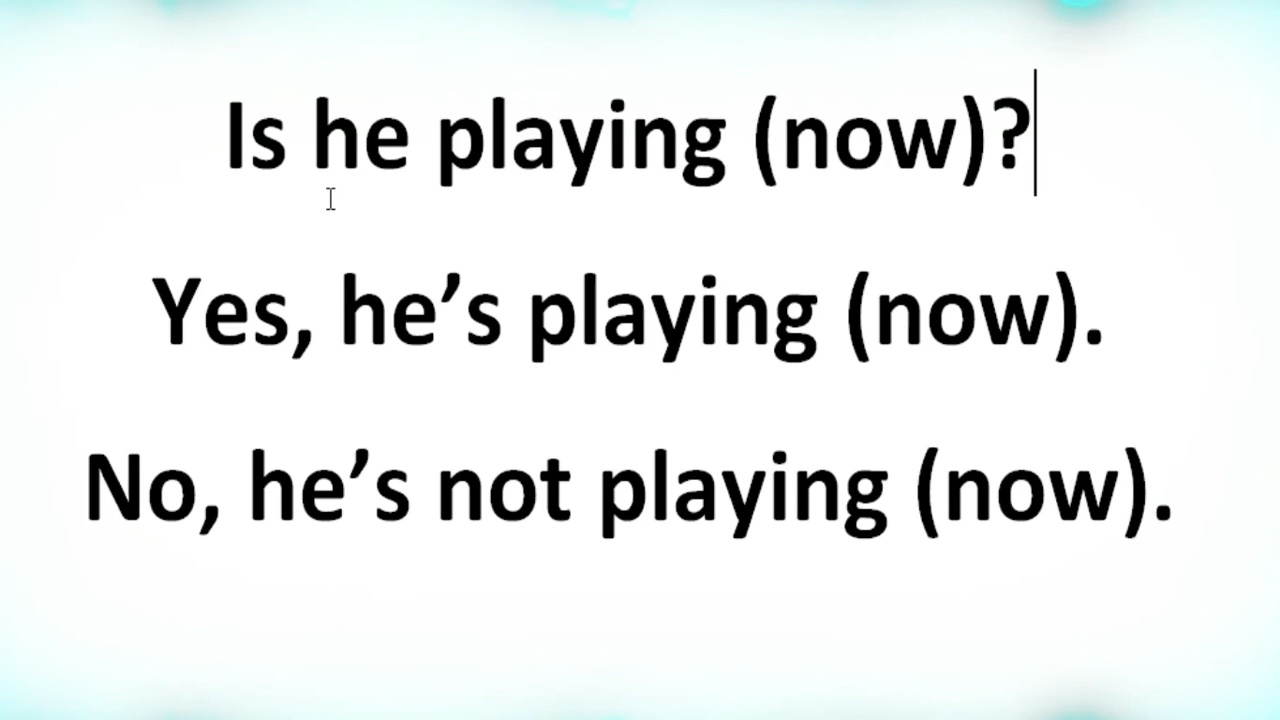 Is he playing (now)?
Yes, he’s playing (now).
No, he’s not playing (now).